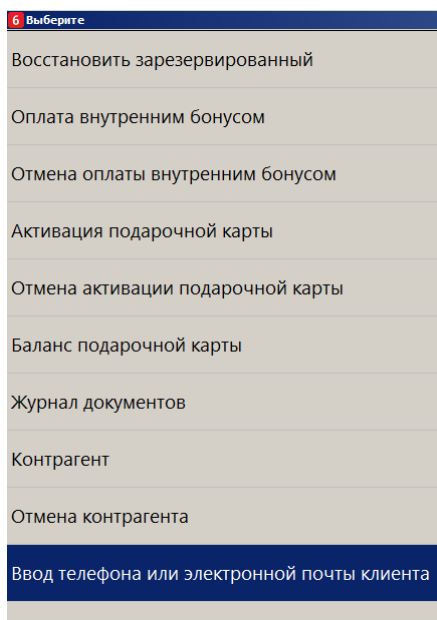 6 Выберите
Восстановить зарезервированный
Оплата внутренним бонусом
Отмена оплаты внутренним бонусом
Активация подарочной карты
Отмена активации подарочной карты
Баланс подарочной карты
Журнал документов
Контрагент
Отмена контрагента
Ввод телефона или электронной почты клиента